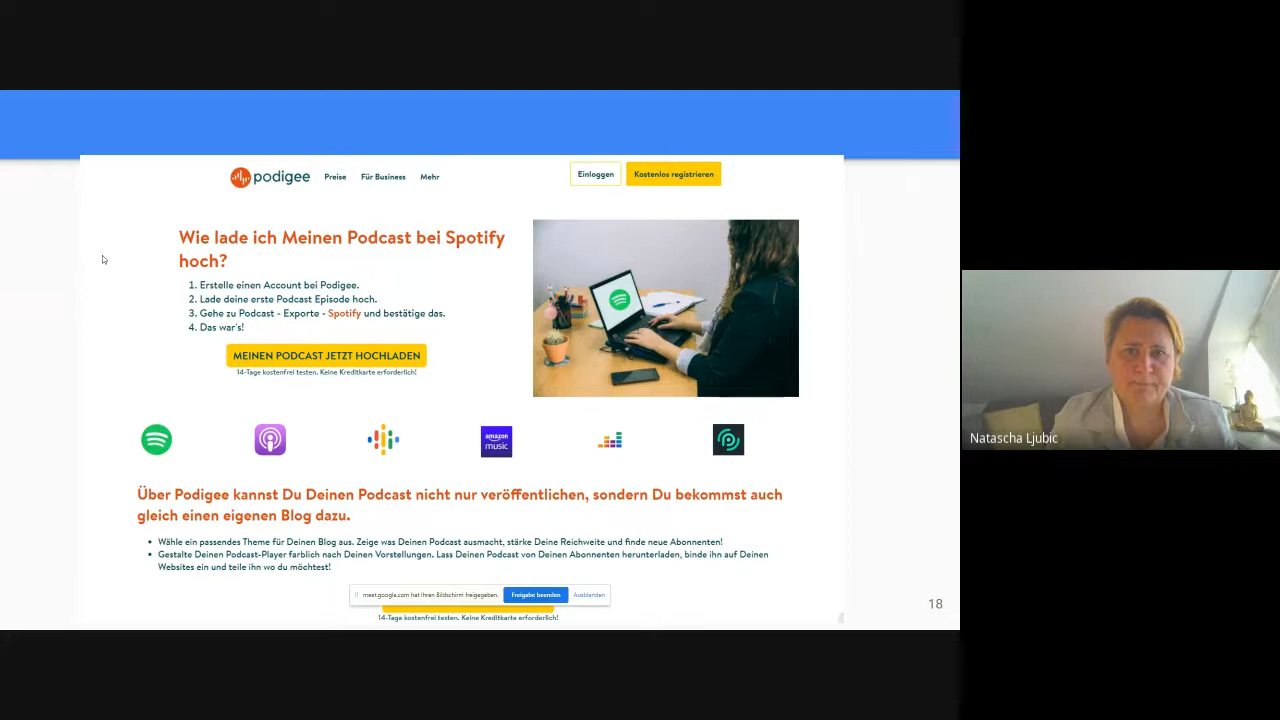 podigee Preise Für Business Mehr Einloggen Kostenlos registrieren
Wie lade ich Meinen Podcast bei Spotify
hoch?
1. Erstelle einen Account bei Podigee.
2. Lade deine erste Podcast Episode hoch.
3. Gehe zu Podcast - Exporte - Spotify und bestätige das.
4. Das war's!
MEINEN PODCAST JETZT HOCHLADEN
14-Tage kostenfrei testen. Keine Kreditkarte erforderlich!
amazon
music
Über Podigee kannst Du Deinen Podcast nicht nur veröffentlichen, sondern Du bekommst auch
gleich einen eigenen Blog dazu.
• Wähle ein passendes Theme für Deinen Blog aus. Zeige was Deinen Podcast ausmacht, stärke Deine Reichweite und finde neue Abonnenten!
• Gestalte Deinen Podcast-Player farblich nach Deinen Vorstellungen. Lass Deinen Podcast von Deinen Abonnenten herunterladen, binde ihn auf Deinen
Websites ein und teile ihn wo du möchtest!
meet.google.com hat Ihren Bildschirm freigegeben. Freigabe beenden Ausblenden
14-Tage kostenfrei testen. Keine Kreditkarte erforderlich!
18
Natascha Ljubic